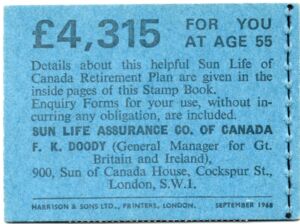 £4,315 FOR YOU
AT AGE 55
Details about this helpful Sun Life of
Canada Retirement Plan are given in the
inside pages of this Stamp Book.
Enquiry Forms for your use, without in-
curring any obligation, are included.
SUN LIFE ASSURANCE CO. OF CANADA
F. K. DOODY (General Manager for Gt.
Britain and Ireland),
900, Sun of Canada House, Cockspur St.,
London, S.W.1.
HARRISON & SONS LTD., PRINTERS, LONDON. SEPTEMBER 1968